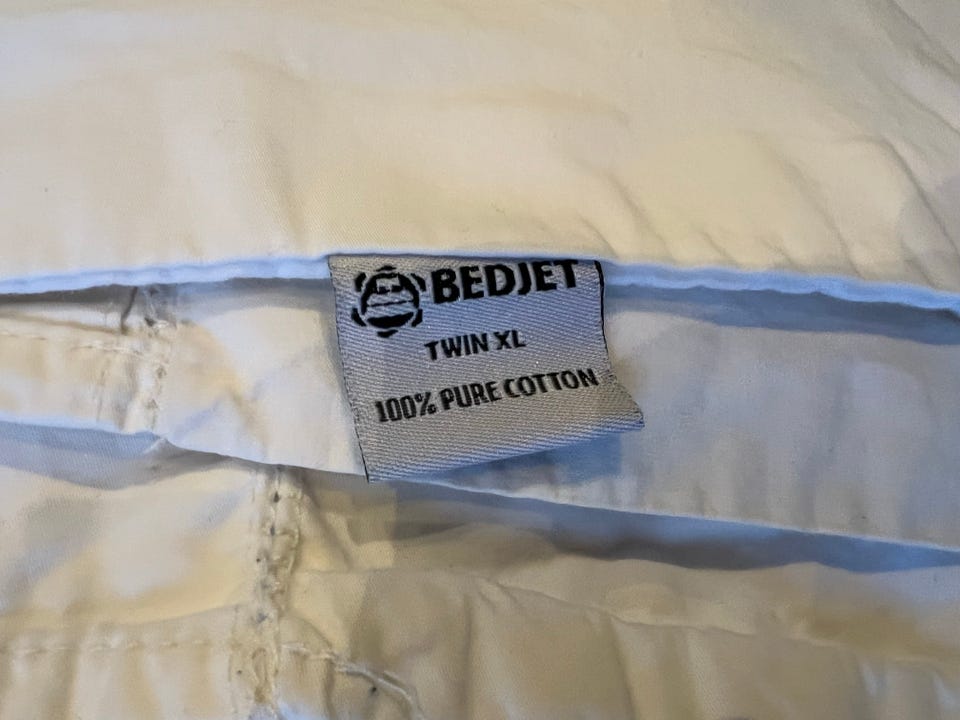 BEDJET
TWIN XL
100% PURE COTTON